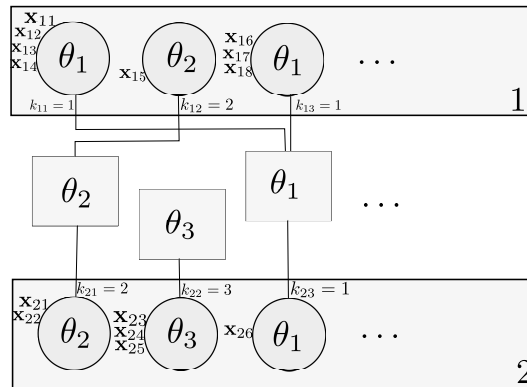 x₁₁
x₁₂
x₁₃
x₁₄
θ₁
x₁₅
θ₂
x₁₆
x₁₇
x₁₈
θ₁
...
k₁₁ = 1
k₁₂ = 2
k₁₃ = 1
1
θ₂
θ₃
θ₁
...
k₂₁ = 2
k₂₂ = 3
k₂₃ = 1
x₂₁
x₂₂
θ₂
x₂₃
x₂₄
x₂₅
θ₃
x₂₆
θ₁
...
2